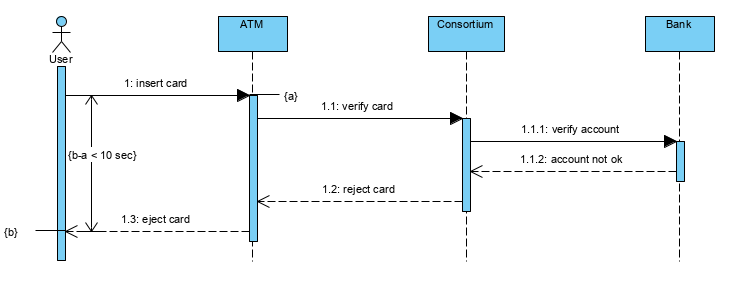 ATM
Consortium
Bank
User
1: insert card
{a}
1.1: verify card
1.1.1: verify account
{b-a < 10 sec}
1.1.2: account not ok
1.2: reject card
1.3: eject card
{b}